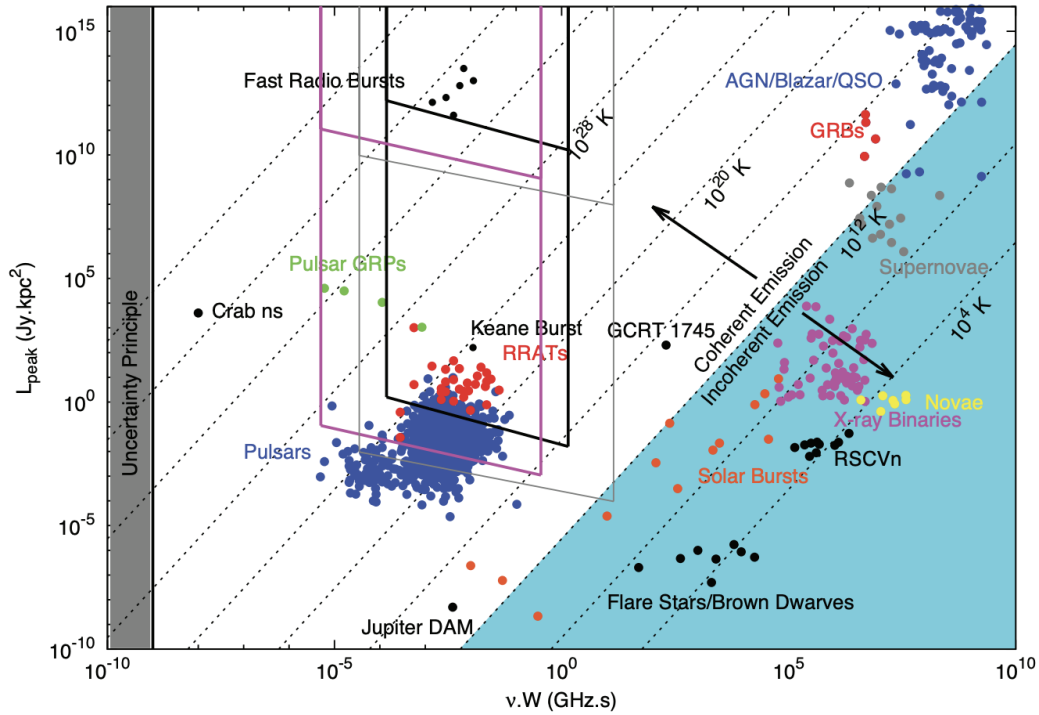 10^15
10^10
10^5
10^0
10^-5
10^-10
L_peak (Jy.kpc^2)
Uncertainty Principle
Fast Radio Bursts
10^28 K
AGN/Blazar/QSO
GRBs
10^20 K
10^12 K
Supernovae
Pulsar GRPs
Crab ns
Keane Burst
RRATs
GCRT 1745
Coherent Emission
Incoherent Emission
10^4 K
Novae
X-ray Binaries
Pulsars
RSCVn
Solar Bursts
Flare Stars/Brown Dwarves
Jupiter DAM
10^-10
10^-5
10^0
10^5
10^10
ν.W (GHz.s)